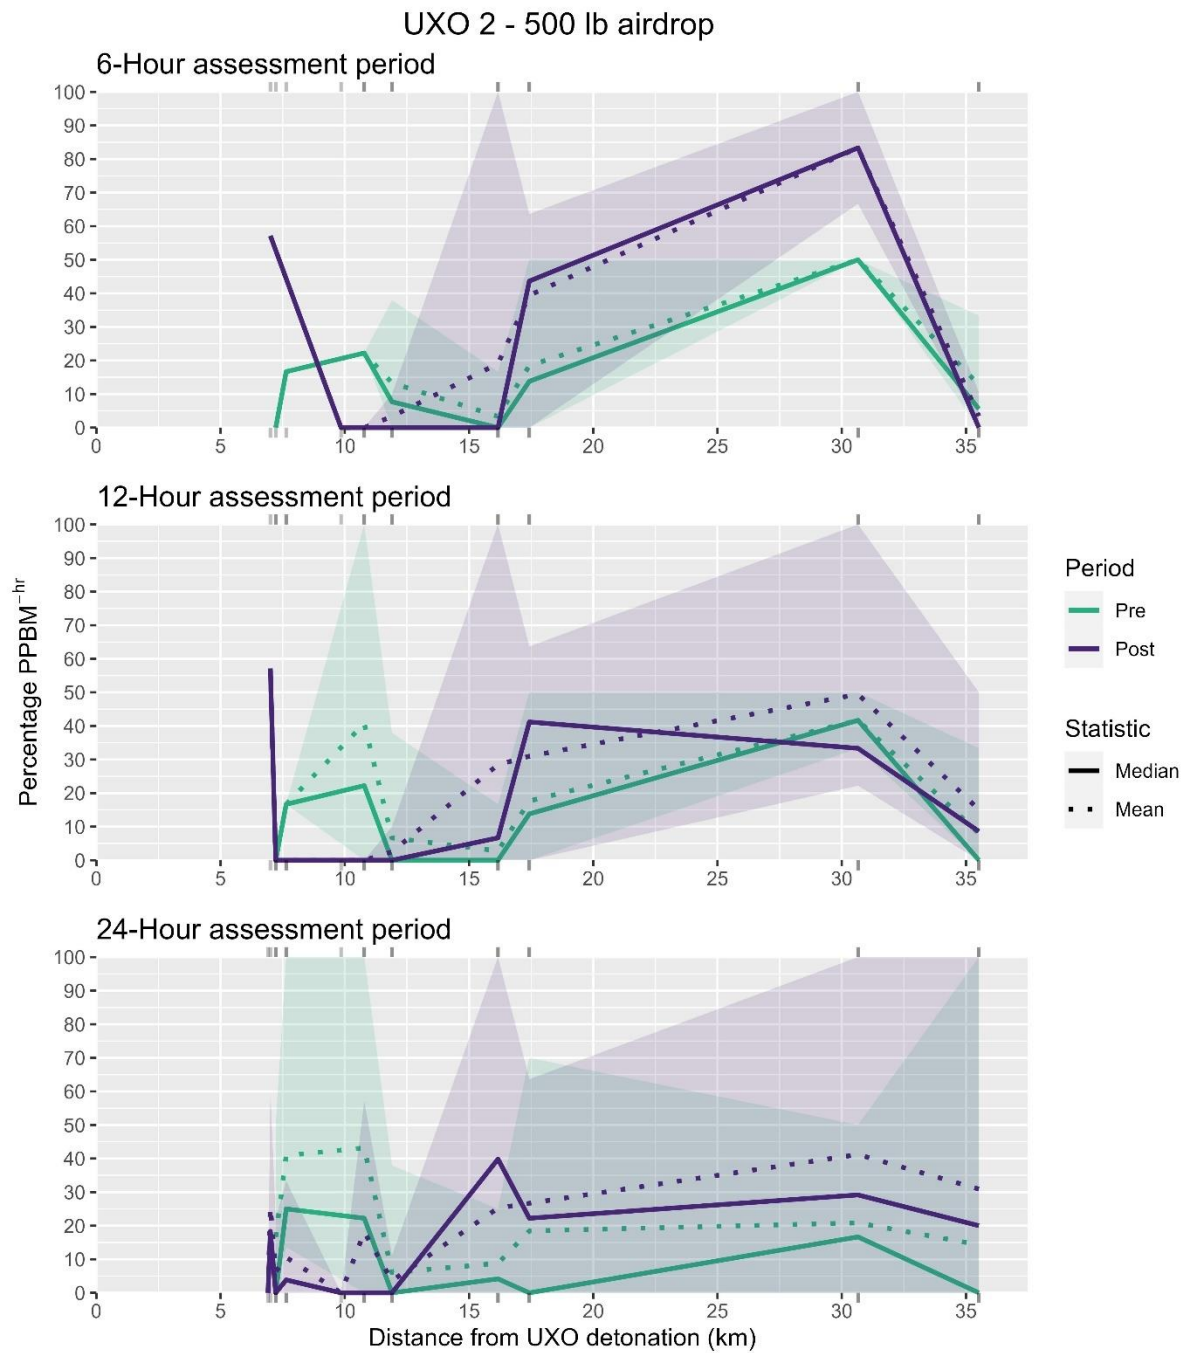 UXO 2 - 500 lb airdrop
6-Hour assessment period
100
90
80
70
60
50
40
30
20
10
0
0 5 10 15 20 25 30 35
12-Hour assessment period
100
90
80
70
60
50
40
30
20
10
0
0 5 10 15 20 25 30 35
Percentage PPBM⁻ʰʳ
Period
Pre
Post
Statistic
Median
Mean
24-Hour assessment period
100
90
80
70
60
50
40
30
20
10
0
0 5 10 15 20 25 30 35
Distance from UXO detonation (km)